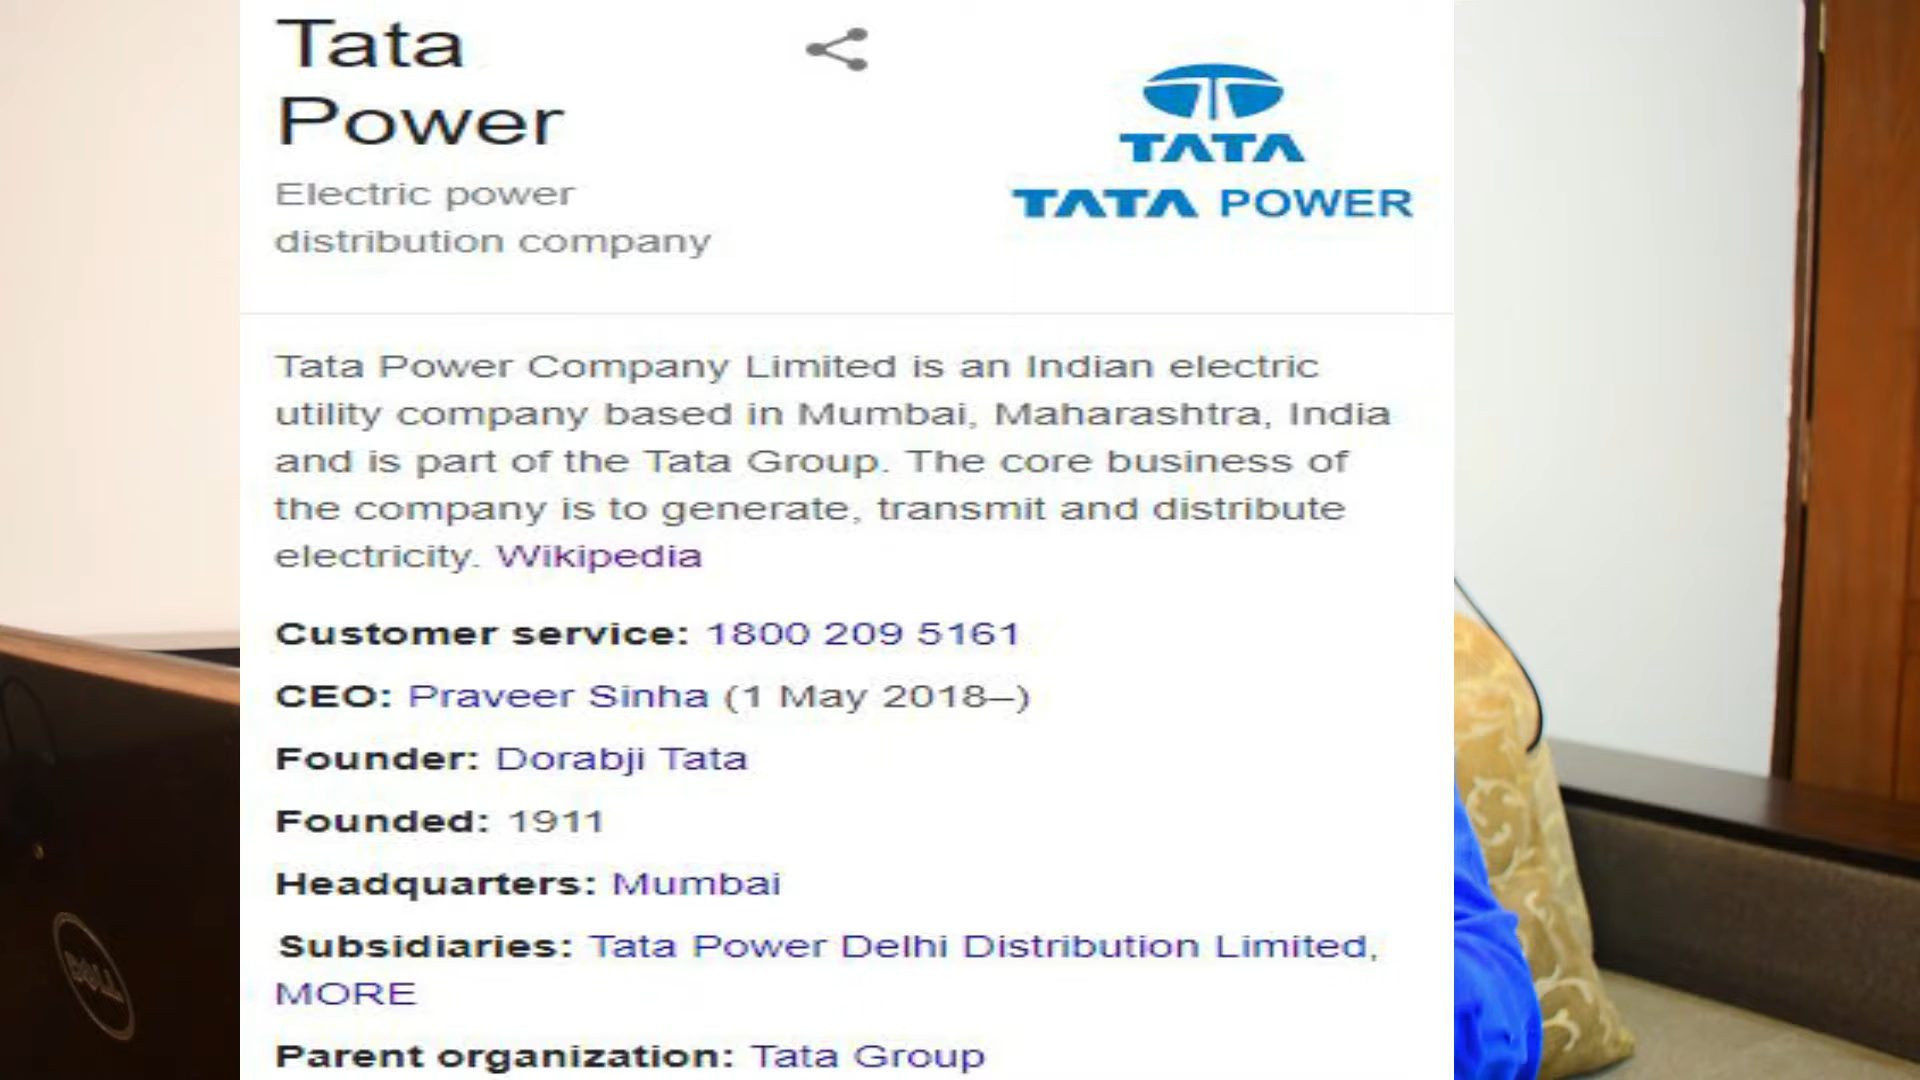 Tata
Power
TATA
TATA POWER
Electric power
distribution company
Tata Power Company Limited is an Indian electric
utility company based in Mumbai, Maharashtra, India
and is part of the Tata Group. The core business of
the company is to generate, transmit and distribute
electricity. Wikipedia
Customer service: 1800 209 5161
CEO: Praveer Sinha (1 May 2018–)
Founder: Dorabji Tata
Founded: 1911
Headquarters: Mumbai
Subsidiaries: Tata Power Delhi Distribution Limited,
MORE
Parent organization: Tata Group
DELL